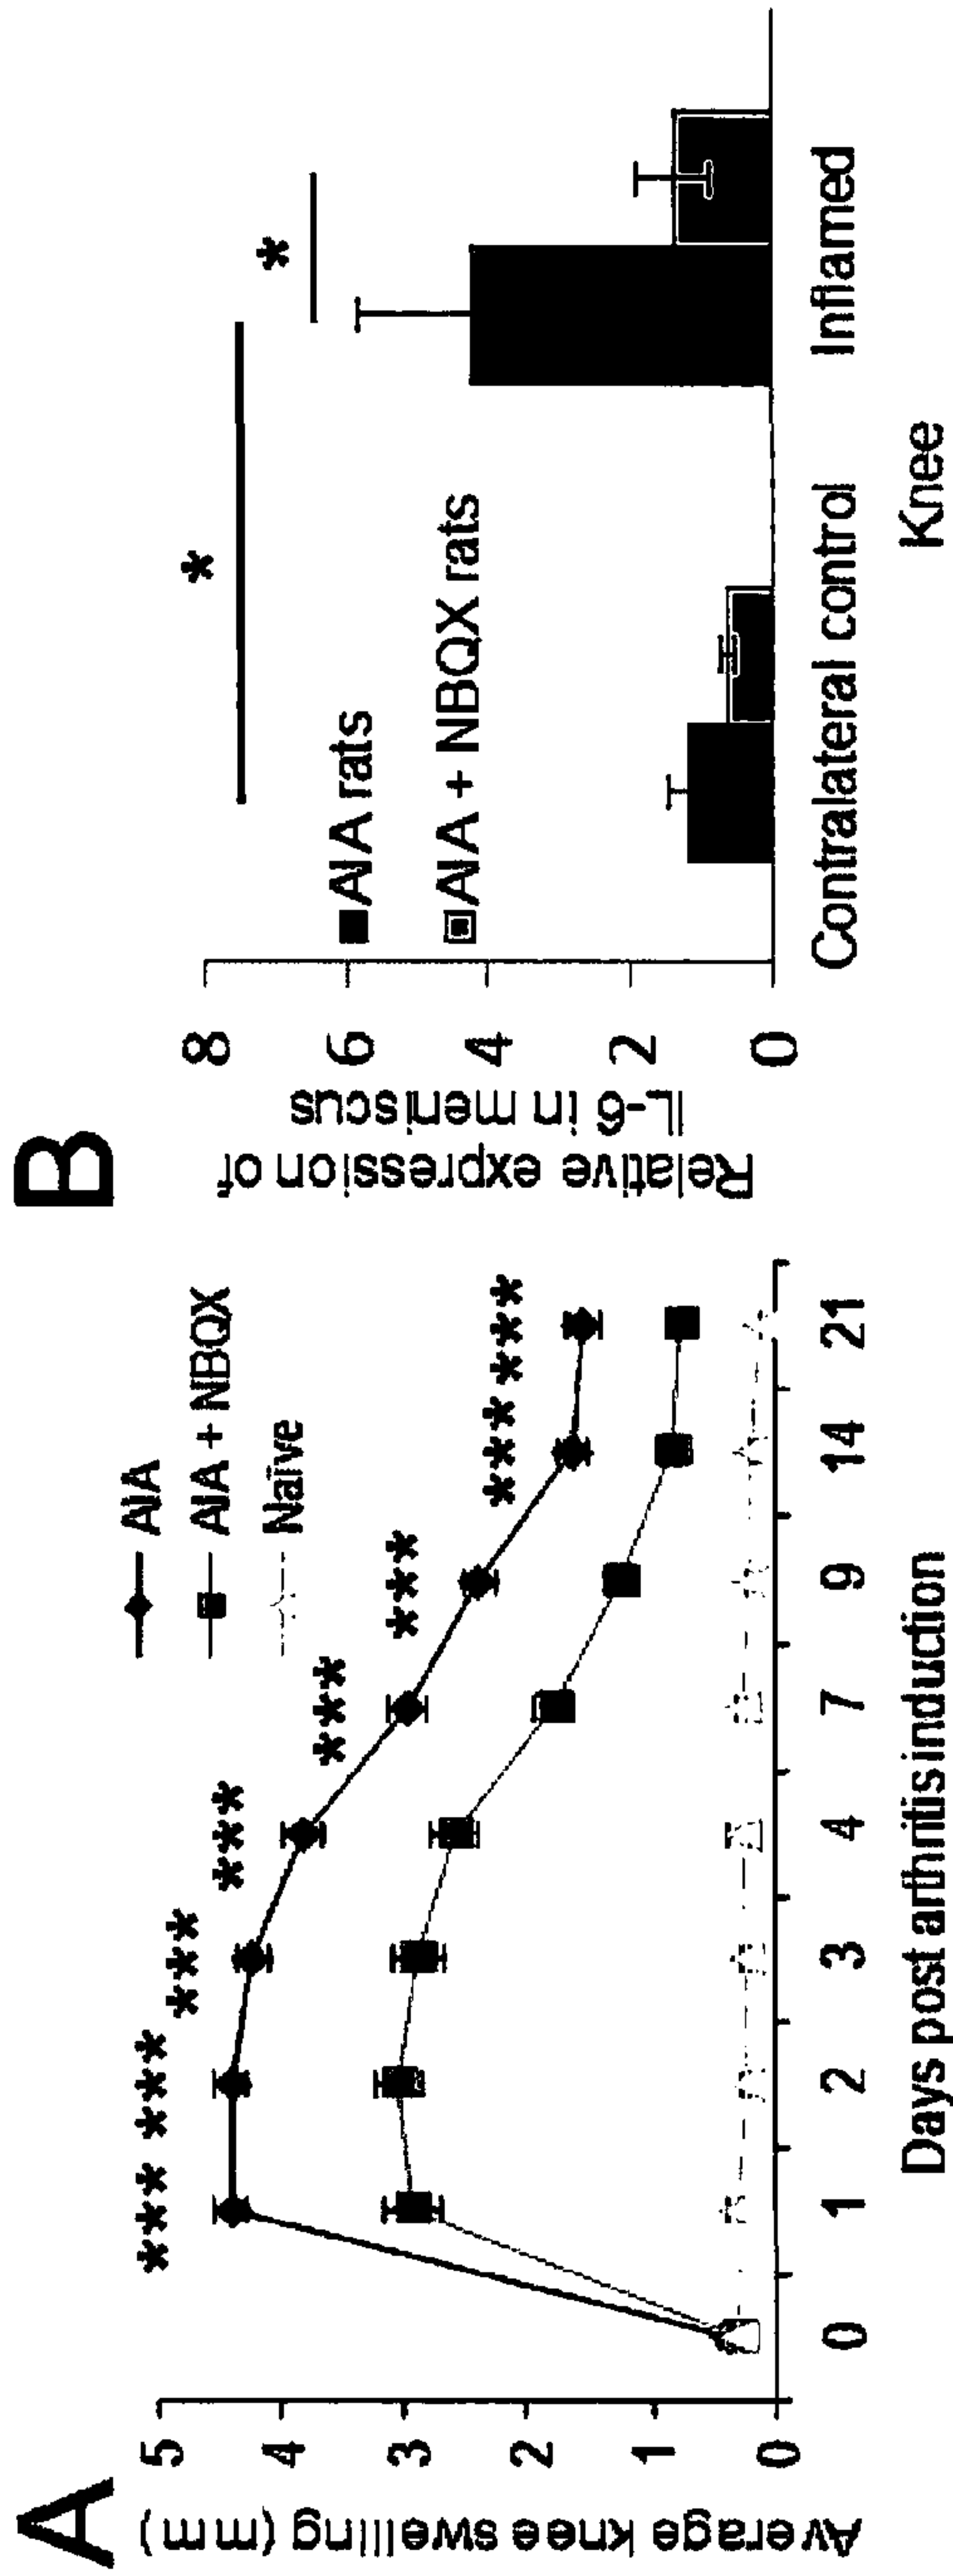 A
Average knee swelling (mm)
5
4
3
2
1
0
AIA
AIA + NBQX
Naïve
*** ***
***
***
***
***
*** ***
0 1 2 3 4 7 9 14 21
Days post arthritis induction
B
Relative expression of
IL-6 in meniscus
8
6
4
2
0
*
*
AIA rats
AIA + NBQX rats
Contralateral control Inflamed
Knee